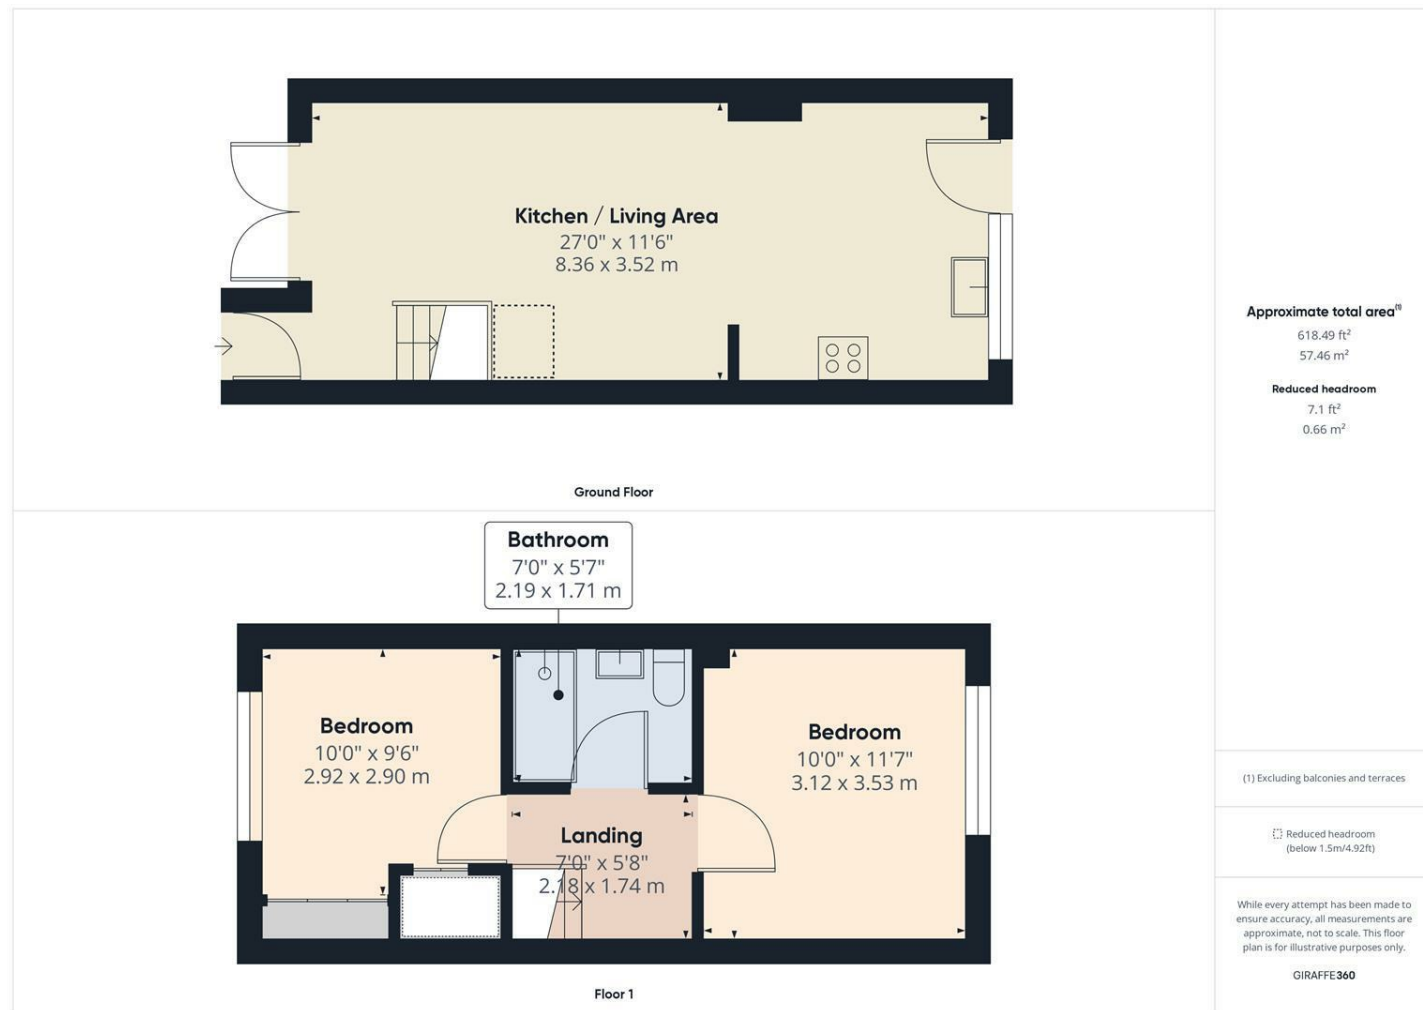 Kitchen / Living Area
27'0" x 11'6"
8.36 x 3.52 m
Ground Floor
Bathroom
7'0" x 5'7"
2.19 x 1.71 m
Bedroom
10'0" x 9'6"
2.92 x 2.90 m
Bedroom
10'0" x 11'7"
3.12 x 3.53 m
Landing
7'0" x 5'8"
2.18 x 1.74 m
Floor 1
Approximate total area(1)
618.49 ft²
57.46 m²
Reduced headroom
7.1 ft²
0.66 m²
(1) Excluding balconies and terraces
Reduced headroom
(below 1.5m/4.92ft)
While every attempt has been made to
ensure accuracy, all measurements are
approximate, not to scale. This floor
plan is for illustrative purposes only.
GIRAFFE360